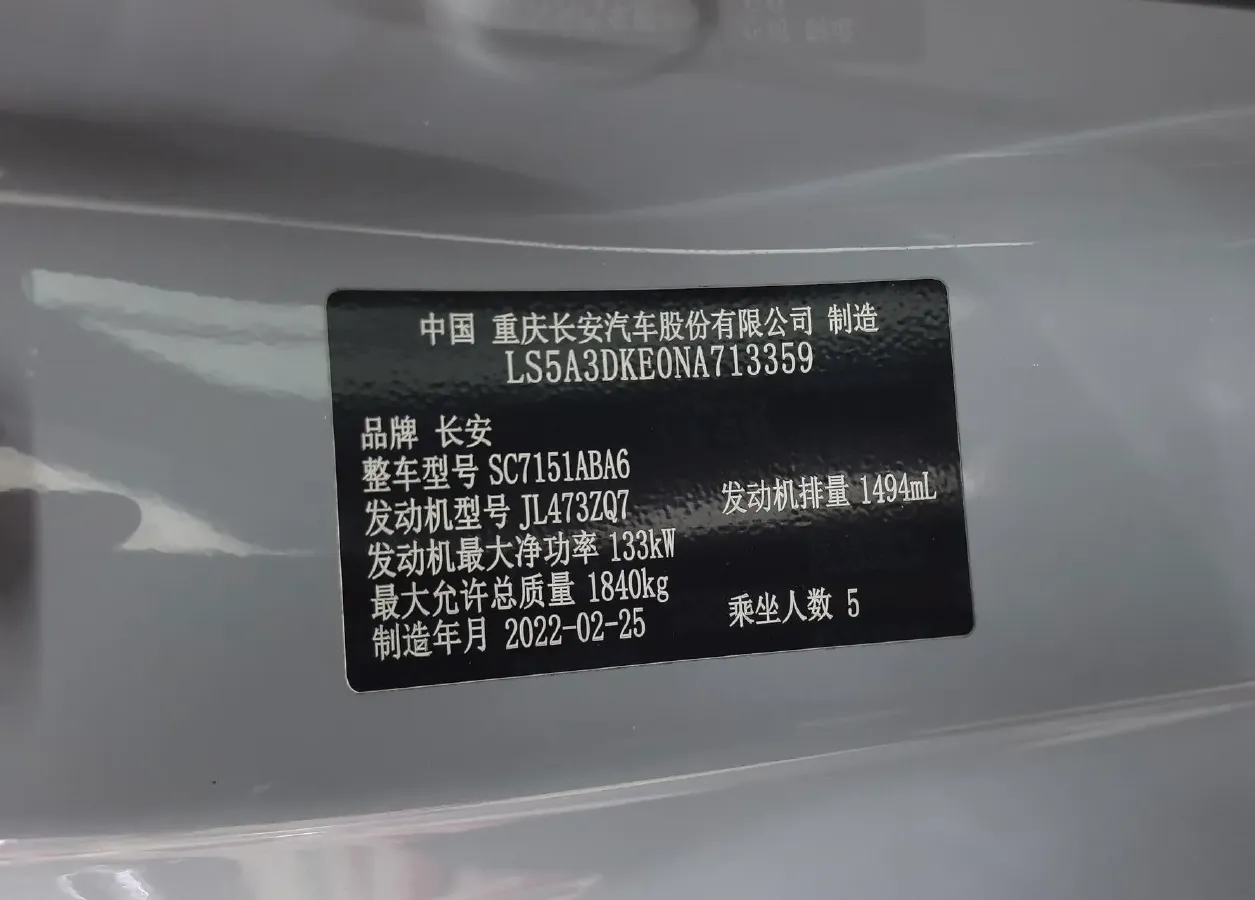 中国 重庆长安汽车股份有限公司 制造
LS5A3DKE0NA713359
品牌 长安
整车型号 SC7151ABA6
发动机型号 JL473ZQ7 发动机排量 1494mL
发动机最大净功率 133kW
最大允许总质量 1840kg
制造年月 2022-02-25 乘坐人数 5